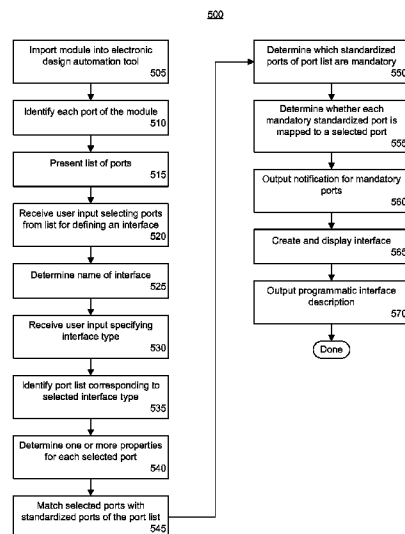 500
Import module into electronic
design automation tool
505
Identify each port of the module
510
Present list of ports
515
Receive user input selecting ports
from list for defining an interface
520
Determine name of interface
525
Receive user input specifying
interface type
530
Identify port list corresponding to
selected interface type
535
Determine one or more properties
for each selected port
540
Match selected ports with
standardized ports of the port list
545
Determine which standardized
ports of port list are mandatory
550
Determine whether each
mandatory standardized port is
mapped to a selected port
555
Output notification for mandatory
ports
560
Create and display interface
565
Output programmatic interface
description
570
Done